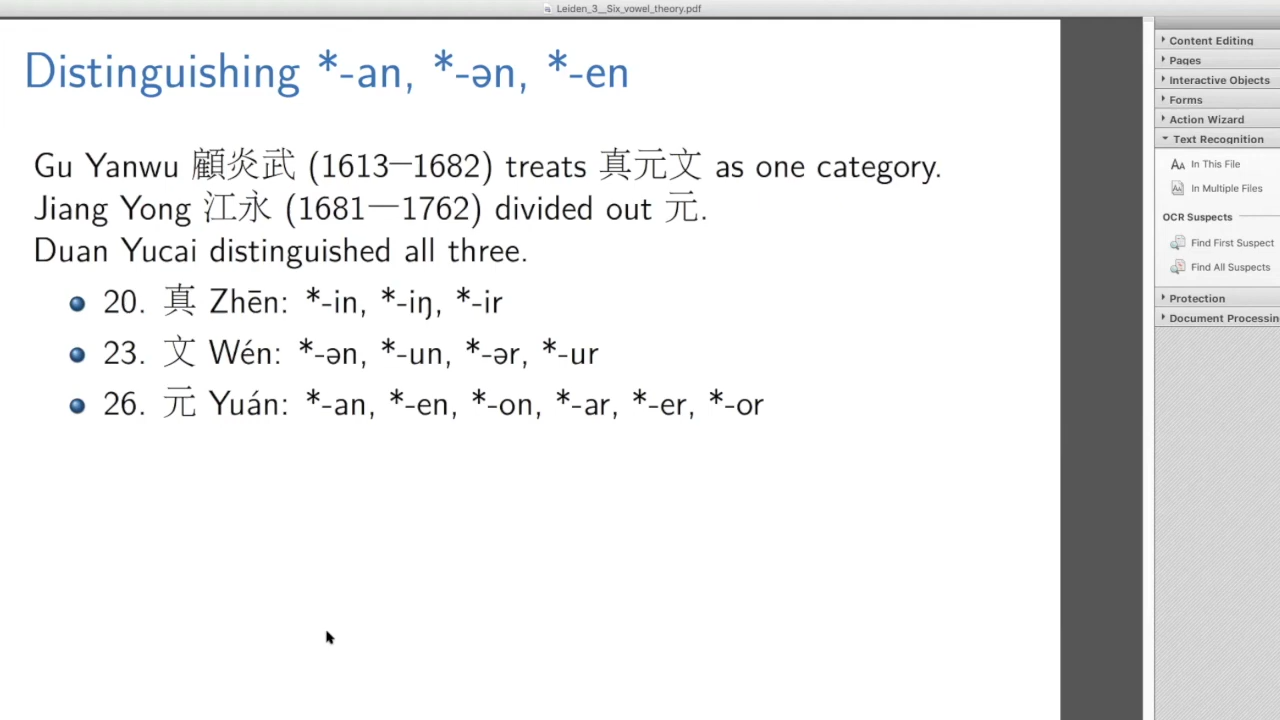 Leiden_3__Six_vowel_theory.pdf
Distinguishing *-an, *-ən, *-en
Gu Yanwu 顧炎武 (1613–1682) treats 真元文 as one category.
Jiang Yong 江永 (1681—1762) divided out 元.
Duan Yucai distinguished all three.
20. 真 Zhēn: *-in, *-iŋ, *-ir
23. 文 Wén: *-ən, *-un, *-ər, *-ur
26. 元 Yuán: *-an, *-en, *-on, *-ar, *-er, *-or
Content Editing
Pages
Interactive Objects
Forms
Action Wizard
Text Recognition
In This File
In Multiple Files
OCR Suspects
Find First Suspect
Find All Suspects
Protection
Document Processin